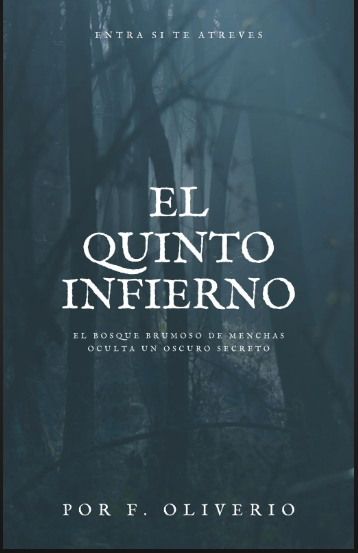 ENTRA SI TE ATREVES
EL
QUINTO
INFIERNO
EL BOSQUE BRUMOSO DE MENCHAS
OCULTA UN OSCURO SECRETO
POR F. OLIVERIO